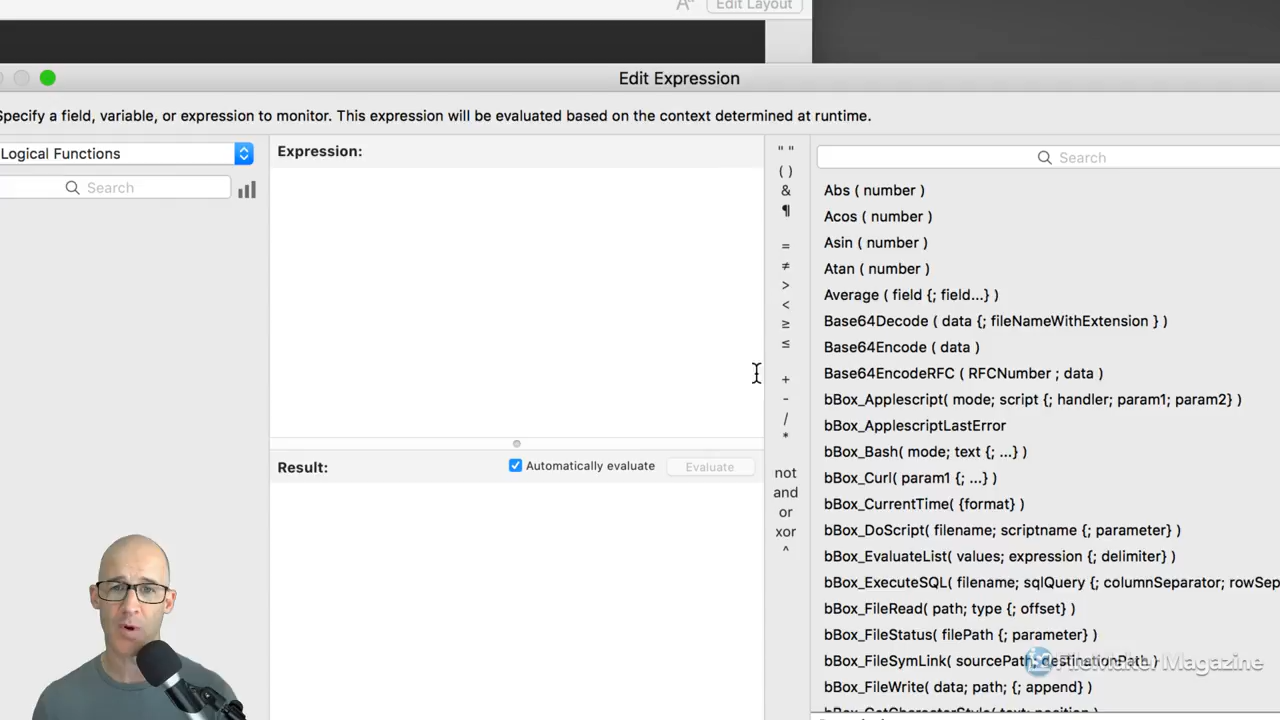 Edit Layout
Edit Expression
Specify a field, variable, or expression to monitor. This expression will be evaluated based on the context determined at runtime.
Logical Functions
Search
Expression:
Result:
Automatically evaluate
Evaluate
" "
( )
&
¶
=
≠
>
<
≥
≤
+
-
/
*
not
and
or
xor
^
Search
Abs ( number )
Acos ( number )
Asin ( number )
Atan ( number )
Average ( field {; field...} )
Base64Decode ( data {; fileNameWithExtension } )
Base64Encode ( data )
Base64EncodeRFC ( RFCNumber ; data )
bBox_Applescript( mode; script {; handler; param1; param2} )
bBox_ApplescriptLastError
bBox_Bash( mode; text {; ...} )
bBox_Curl( param1 {; ...} )
bBox_CurrentTime( {format} )
bBox_DoScript( filename; scriptname {; parameter} )
bBox_EvaluateList( values; expression {; delimiter} )
bBox_ExecuteSQL( filename; sqlQuery {; columnSeparator; rowSep
bBox_FileRead( path; type {; offset} )
bBox_FileStatus( filePath {; parameter} )
bBox_FileSymLink( sourcePath; destinationPath )
bBox_FileWrite( data; path; {; append} )
bBox_GetCharacterStyle( text; position )
FileMaker Magazine